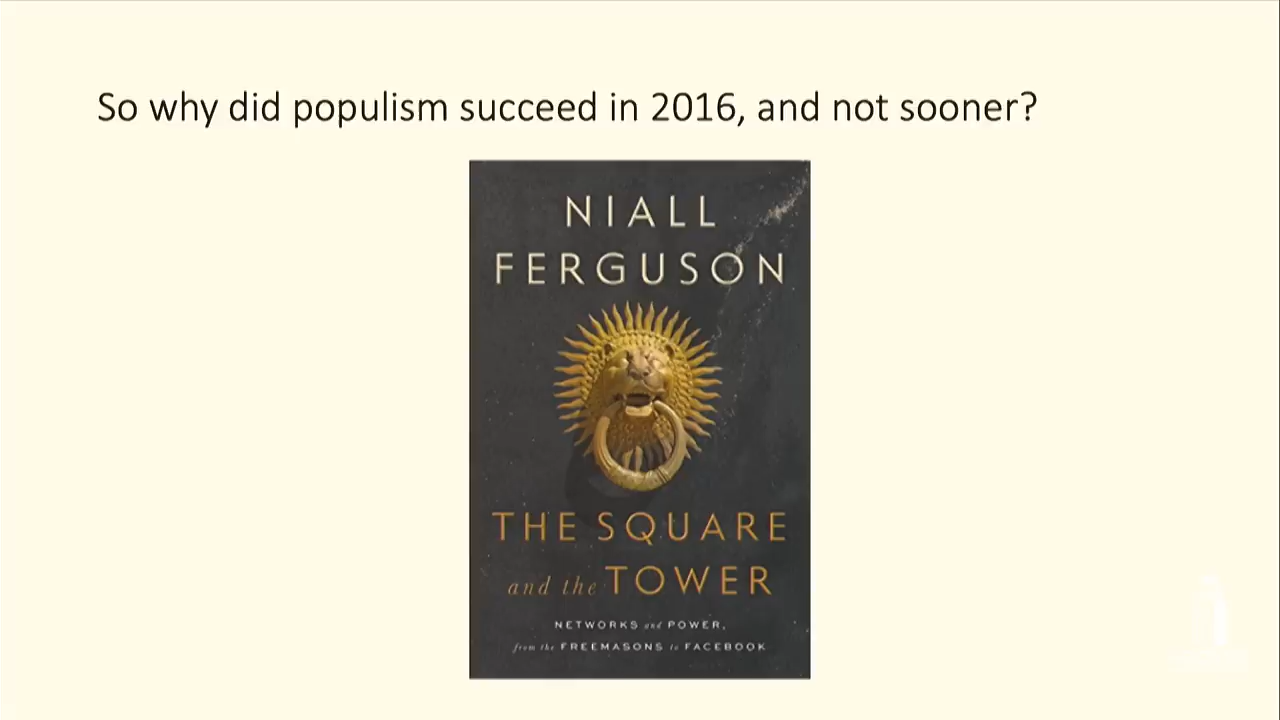 So why did populism succeed in 2016, and not sooner?
NIALL
FERGUSON
THE SQUARE
and the TOWER
NETWORKS and POWER,
from the FREEMASONS to FACEBOOK